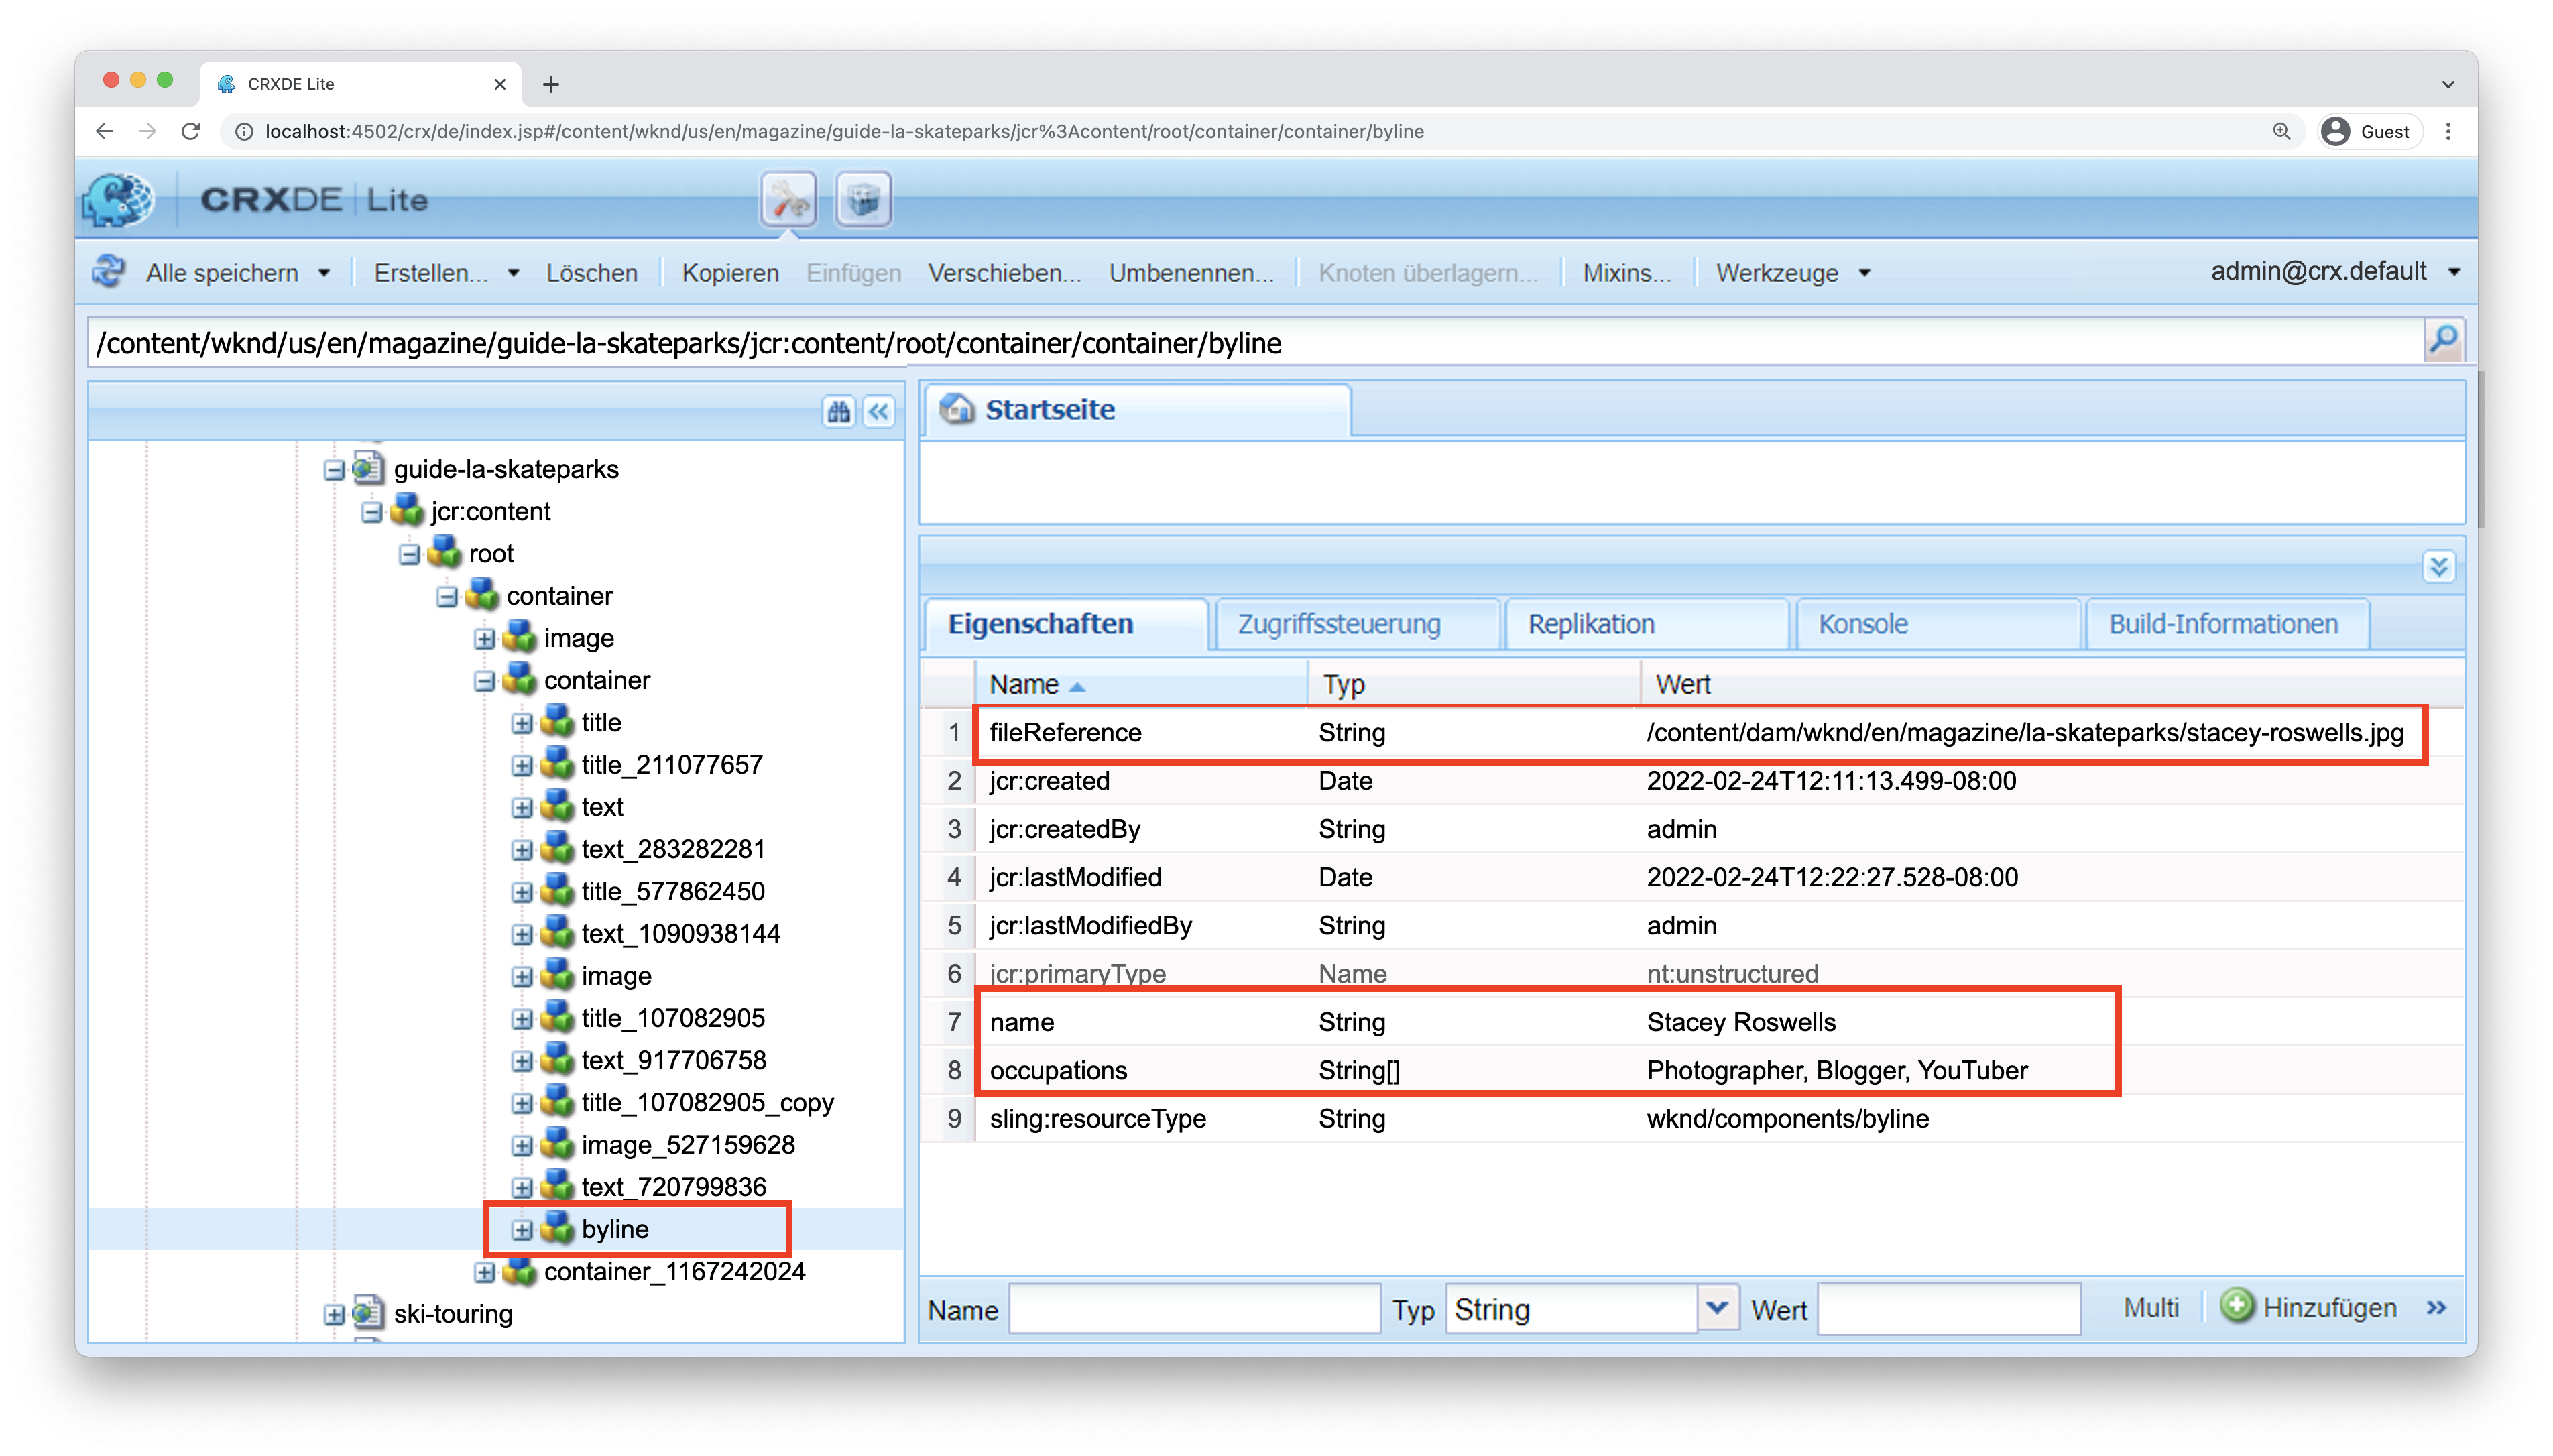 CRXDE Lite
localhost:4502/crx/de/index.jsp#/content/wknd/us/en/magazine/guide-la-skateparks/jcr%3Acontent/root/container/container/byline
Guest
CRXDE Lite
Alle speichern
Erstellen...
Löschen
Kopieren
Einfügen
Verschieben...
Umbenennen...
Knoten überlagern...
Mixins...
Werkzeuge
admin@crx.default
/content/wknd/us/en/magazine/guide-la-skateparks/jcr:content/root/container/container/byline
guide-la-skateparks
jcr:content
root
container
image
container
title
title_211077657
text
text_283282281
title_577862450
text_1090938144
image
title_107082905
text_917706758
title_107082905_copy
image_527159628
text_720799836
byline
container_1167242024
ski-touring
Startseite
Eigenschaften
Zugriffssteuerung
Replikation
Konsole
Build-Informationen
Name Typ Wert
1 fileReference String /content/dam/wknd/en/magazine/la-skateparks/stacey-roswells.jpg
2 jcr:created Date 2022-02-24T12:11:13.499-08:00
3 jcr:createdBy String admin
4 jcr:lastModified Date 2022-02-24T12:22:27.528-08:00
5 jcr:lastModifiedBy String admin
6 jcr:primaryType Name nt:unstructured
7 name String Stacey Roswells
8 occupations String[] Photographer, Blogger, YouTuber
9 sling:resourceType String wknd/components/byline
Name Typ String Wert Multi Hinzufügen